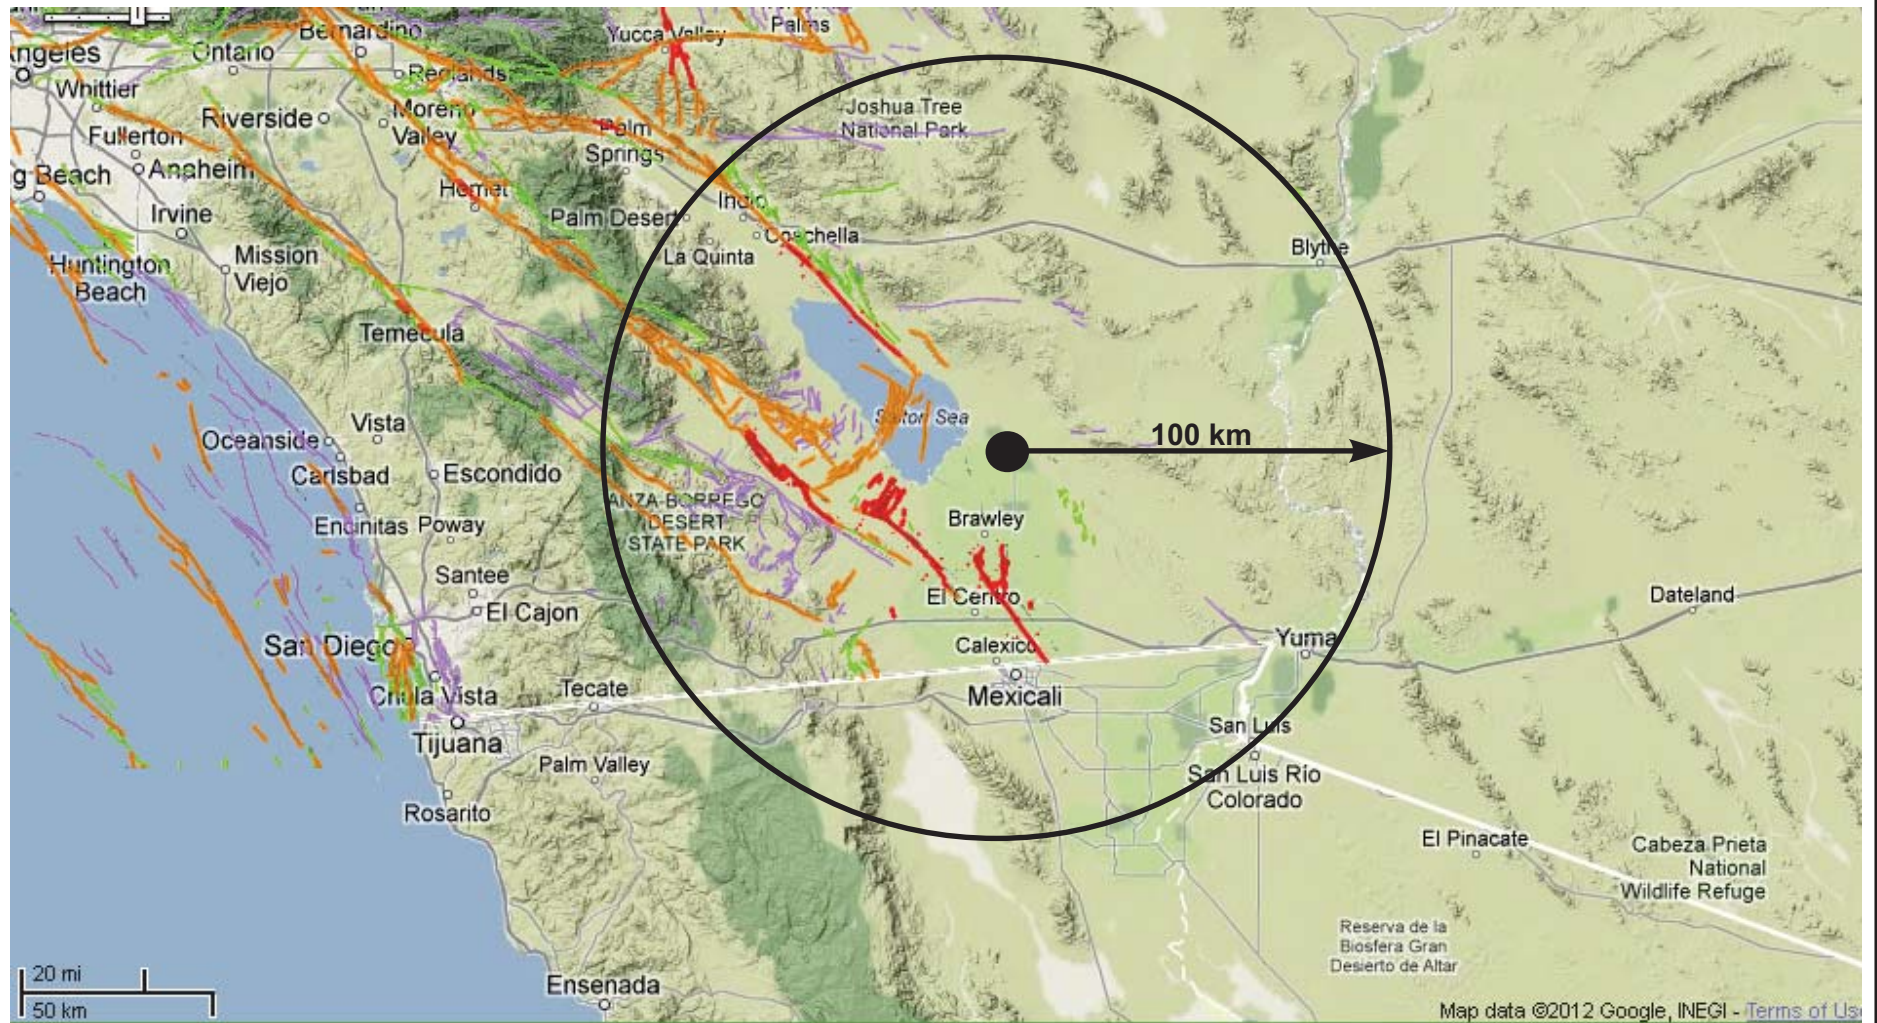 Bernardino
Yucca Valley
Palms
Angeles
Ontario
Redlands
Whittier
Riverside
Moreno
Valley
Joshua Tree
National Park
Fullerton
Palm
Springs
Anaheim
g Beach
Hemet
Indio
Irvine
Palm Desert
Coachella
Mission
Viejo
La Quinta
Blythe
Huntington
Beach
Temecula
Salton Sea
Vista
Oceanside
100 km
Carlsbad
Escondido
ANZA-BORREGO
DESERT
STATE PARK
Encinitas
Poway
Brawley
Santee
El Cajon
El Centro
Dateland
San Diego
Calexico
Yuma
Chula Vista
Tecate
Mexicali
Tijuana
San Luis
Palm Valley
San Luis Río
Colorado
Rosarito
El Pinacate
Cabeza Prieta
National
Wildlife Refuge
Reserva de la
Biosfera Gran
Desierto de Altar
20 mi
50 km
Ensenada
Map data ©2012 Google, INEGI - Terms of Us